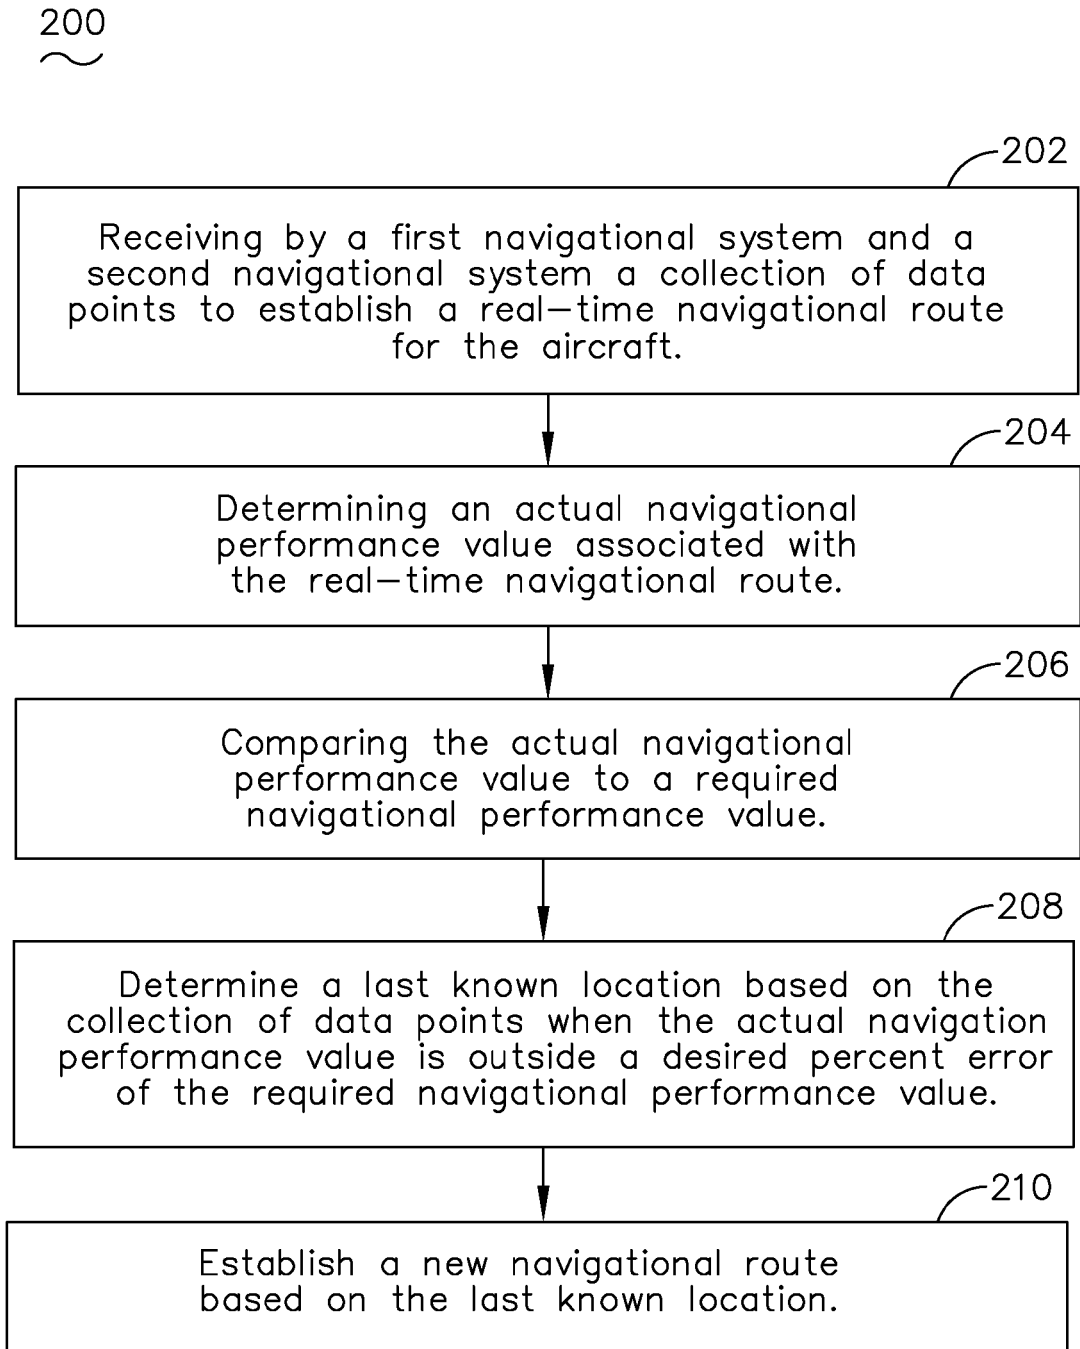 200
202
Receiving by a first navigational system and a
second navigational system a collection of data
points to establish a real-time navigational route
for the aircraft.
204
Determining an actual navigational
performance value associated with
the real-time navigational route.
206
Comparing the actual navigational
performance value to a required
navigational performance value.
208
Determine a last known location based on the
collection of data points when the actual navigation
performance value is outside a desired percent error
of the required navigational performance value.
210
Establish a new navigational route
based on the last known location.